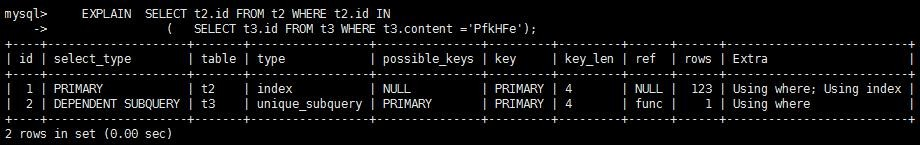 mysql>     EXPLAIN  SELECT t2.id FROM t2 WHERE t2.id IN
    ->                  (   SELECT t3.id FROM t3 WHERE t3.content ='PfkHFe');
+----+--------------------+-------+-----------------+---------------+---------+---------+------+------+--------------------------+
| id | select_type        | table | type            | possible_keys | key     | key_len | ref  | rows | Extra                    |
+----+--------------------+-------+-----------------+---------------+---------+---------+------+------+--------------------------+
|  1 | PRIMARY            | t2    | index           | NULL          | PRIMARY | 4       | NULL |  123 | Using where; Using index |
|  2 | DEPENDENT SUBQUERY | t3    | unique_subquery | PRIMARY       | PRIMARY | 4       | func |    1 | Using where              |
+----+--------------------+-------+-----------------+---------------+---------+---------+------+------+--------------------------+
2 rows in set (0.00 sec)